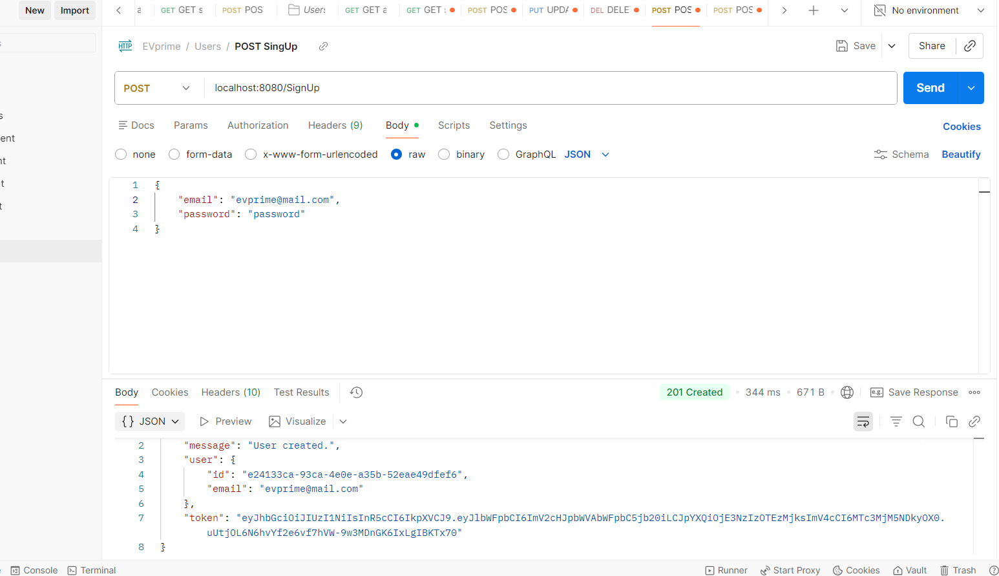 New Import a GET GET s POST POS Users GET GET a GET GET POST POS PUT UPDA DEL DELE POST POS POST POS No environment
s
EVprime / Users / POST SingUp Save Share
POST localhost:8080/SignUp Send
s Docs Params Authorization Headers (9) Body Scripts Settings Cookies
ent
none form-data x-www-form-urlencoded raw binary GraphQL JSON Schema Beautify
nt
t
t
1 {
2 "email": "evprime@mail.com",
3 "password": "password"
4 }
Body Cookies Headers (10) Test Results 201 Created 344 ms 671 B e.g. Save Response
{} JSON Preview Visualize
2 "message": "User created.",
3 "user": {
4 "id": "e24133ca-93ca-4e0e-a35b-52eae49dfef6",
5 "email": "evprime@mail.com"
6 },
7 "token": "eyJhbGciOiJIUzI1NiIsInR5cCI6IkpXVCJ9.eyJlbWFpbCI6ImV2cHJpbWVAbWFpbC5jb20iLCJpYXQiOjE3NzIzOTEzMjksImV4cCI6MTc3MjM5NDkyOX0.
uUtjOL6N6hvYf2e6vf7hVW-9w3MDnGK6IxLgIBKTx70"
8 }
Console Terminal Runner Start Proxy Cookies Vault Trash